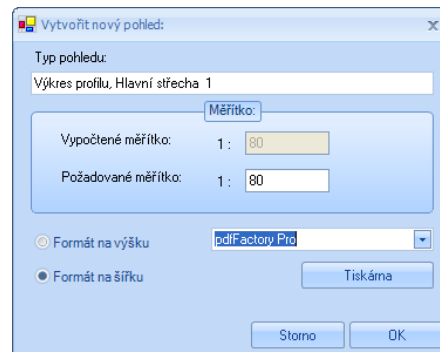 Vytvořit nový pohled:
Typ pohledu:
Výkres profilu, Hlavní střecha 1
Měřítko:
Vypočtené měřítko: 1 : 80
Požadované měřítko: 1 : 80
Formát na výšku pdfFactory Pro
Formát na šířku Tiskárna
Storno OK